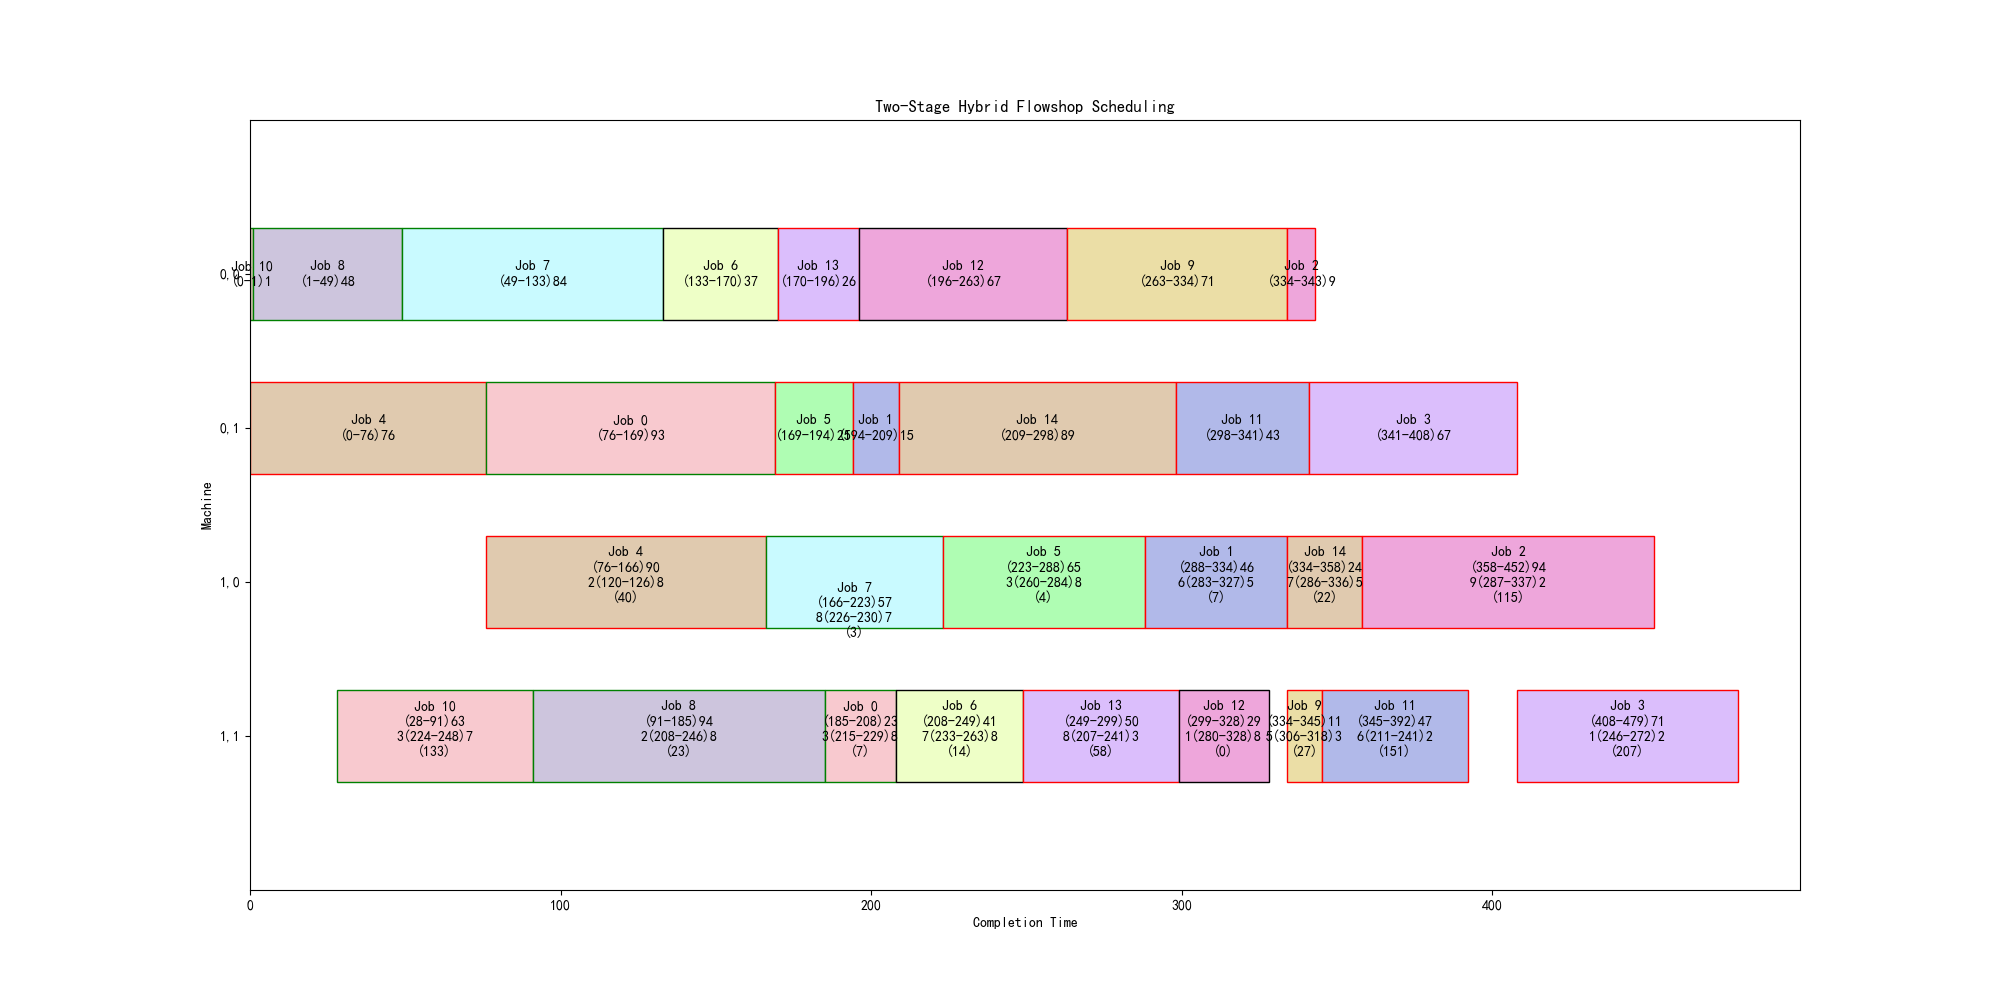 Two-Stage Hybrid Flowshop Scheduling
Machine
0,0
Job 10
(0-1)1
Job 8
(1-49)48
Job 7
(49-133)84
Job 6
(133-170)37
Job 13
(170-196)26
Job 12
(196-263)67
Job 9
(263-334)71
Job 2
(334-343)9
0,1
Job 4
(0-76)76
Job 0
(76-169)93
Job 5
(169-194)25
Job 1
(194-209)15
Job 14
(209-298)89
Job 11
(298-341)43
Job 3
(341-408)67
1,0
Job 4
(76-166)90
2(120-126)8
(40)
Job 7
(166-223)57
8(226-230)7
(3)
Job 5
(223-288)65
3(260-284)8
(4)
Job 1
(288-334)46
6(283-327)5
(7)
Job 14
(334-358)24
7(286-336)5
(22)
Job 2
(358-452)94
9(287-337)2
(115)
1,1
Job 10
(28-91)63
3(224-248)7
(133)
Job 8
(91-185)94
2(208-246)8
(23)
Job 0
(185-208)23
3(215-229)8
(7)
Job 6
(208-249)41
7(233-263)8
(14)
Job 13
(249-299)50
8(207-241)3
(58)
Job 12
(299-328)29
1(280-328)8
(0)
Job 9
(334-345)11
5(306-318)3
(27)
Job 11
(345-392)47
6(211-241)2
(151)
Job 3
(408-479)71
1(246-272)2
(207)
0
100
200
300
400
Completion Time